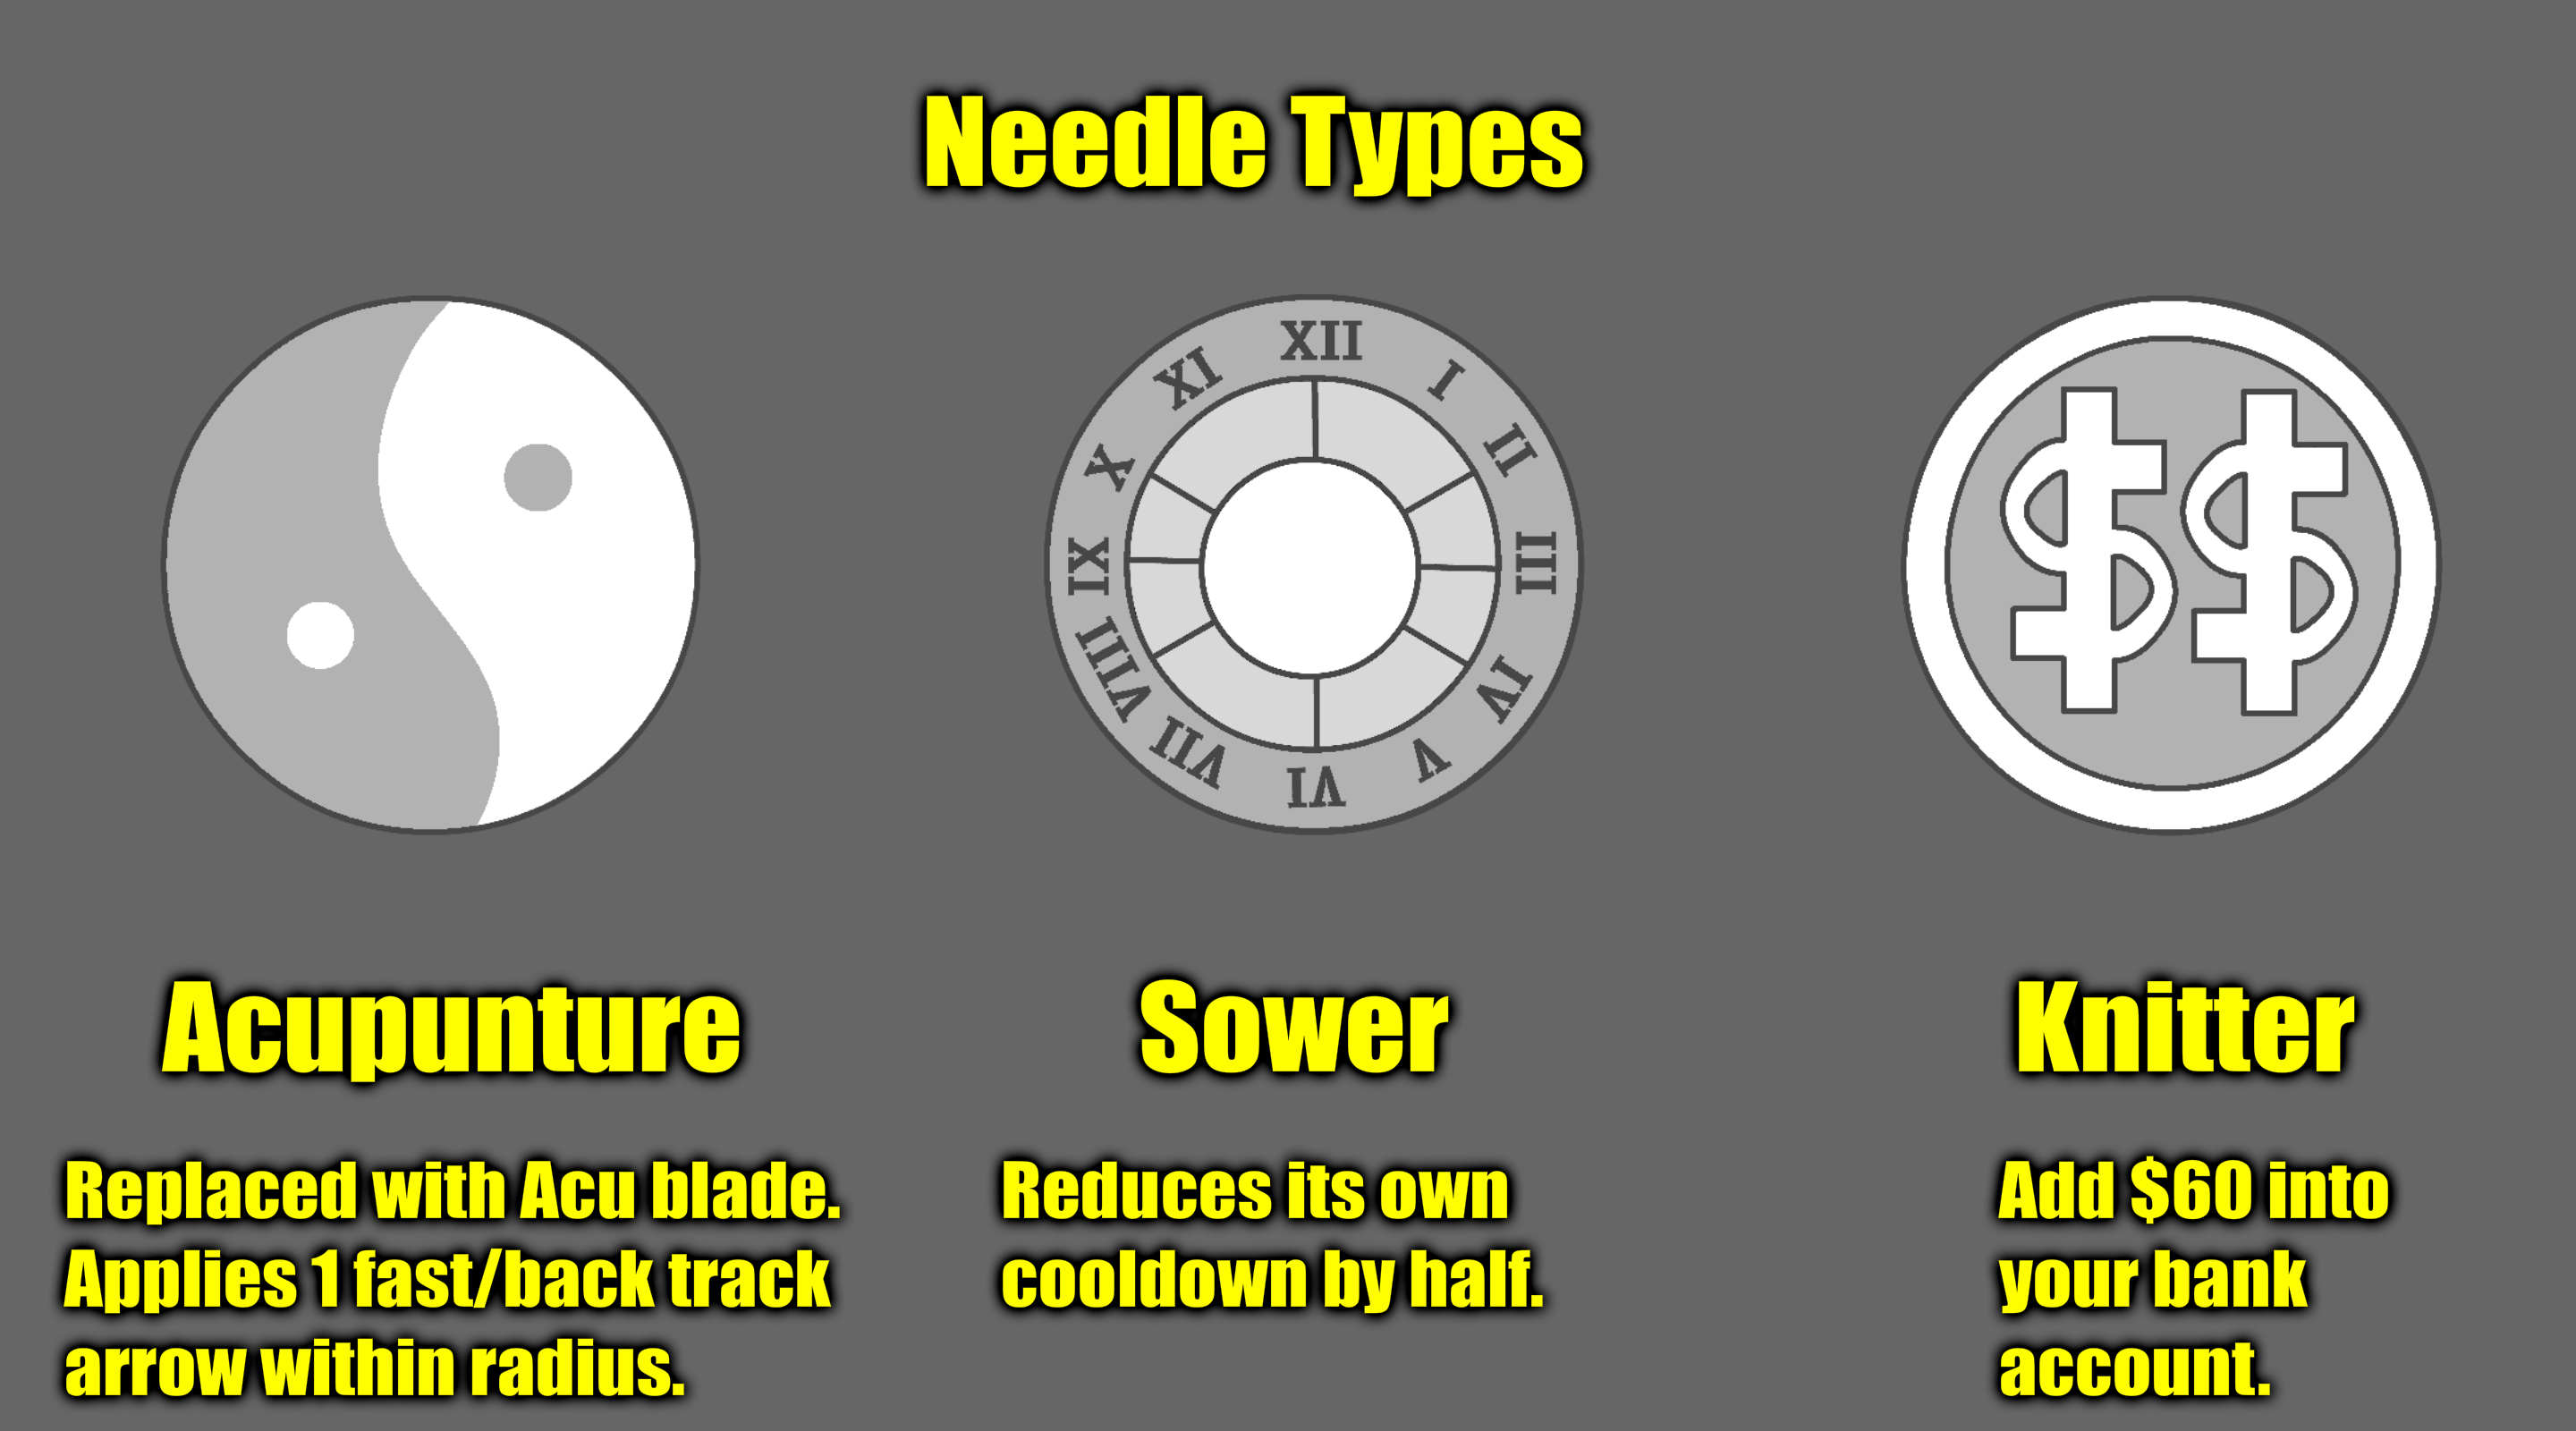 Needle Types
XII
I
II
III
IV
V
VI
VII
VIII
IX
X
XI
$$
Acupunture
Replaced with Acu blade.
Applies 1 fast/back track
arrow within radius.
Sower
Reduces its own
cooldown by half.
Knitter
Add $60 into
your bank
account.